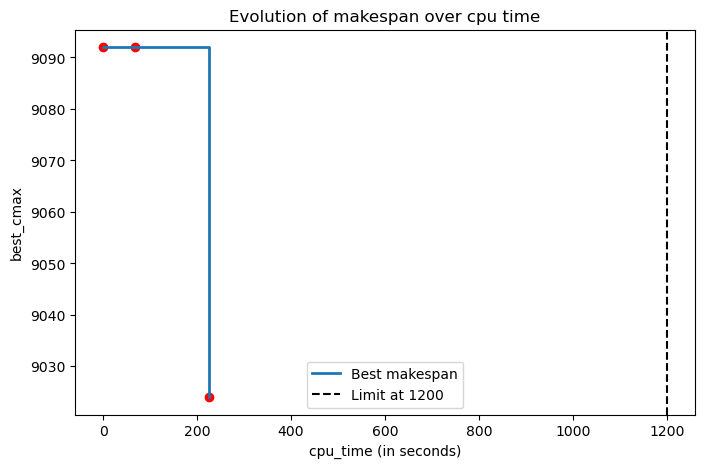 Evolution of makespan over cpu time
best_cmax
9090
9080
9070
9060
9050
9040
9030
0
200
400
600
800
1000
1200
cpu_time (in seconds)
Best makespan
Limit at 1200